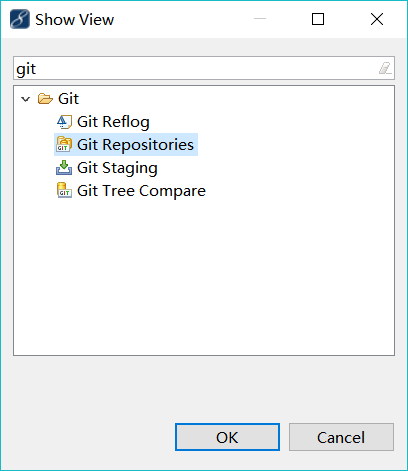 Show View
git
Git
Git Reflog
Git Repositories
Git Staging
Git Tree Compare
OK
Cancel